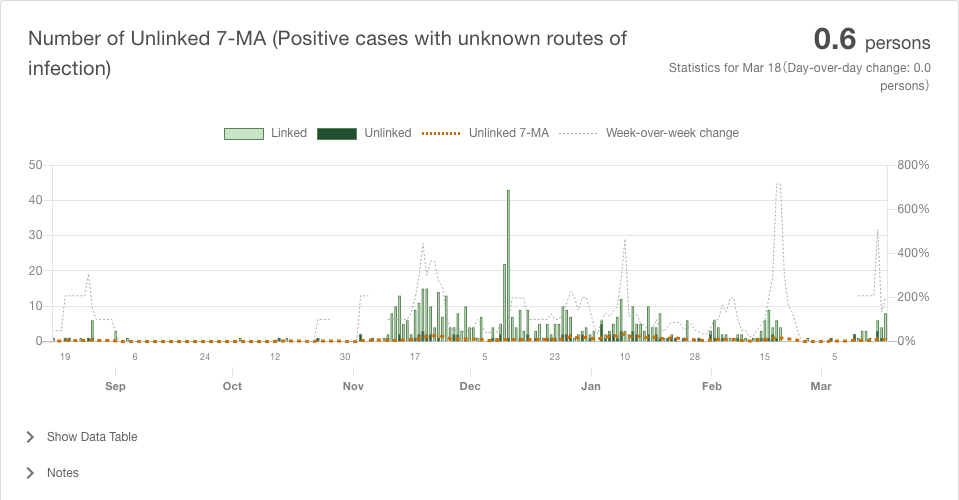 Number of Unlinked 7-MA (Positive cases with unknown routes of
infection)
0.6 persons
Statistics for Mar 18(Day-over-day change: 0.0
persons)
Linked Unlinked Unlinked 7-MA Week-over-week change
50 800%
40
600%
30
400%
20
200%
10
0 0%
19 6 24 12 30 17 5 23 10 28 15 5
Sep Oct Nov Dec Jan Feb Mar
Show Data Table
Notes